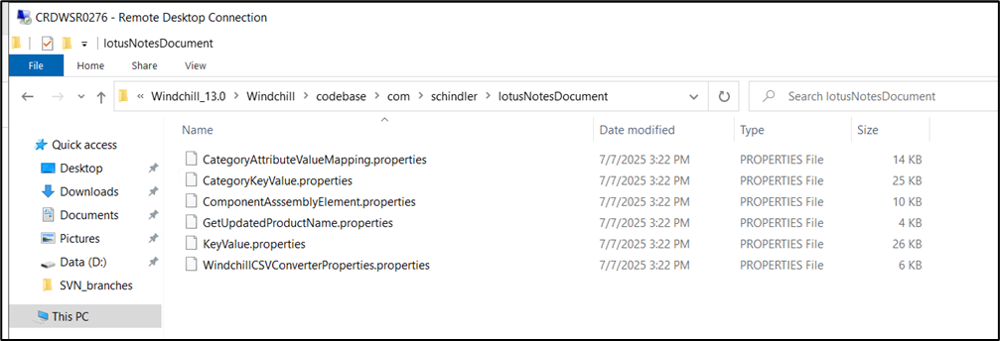 CRDWSR0276 - Remote Desktop Connection
lotusNotesDocument
File Home Share View
« Windchill_13.0 > Windchill > codebase > com > schindler > lotusNotesDocument Search lotusNotesDocument
Name Date modified Type Size
Quick access
CategoryAttributeValueMapping.properties 7/7/2025 3:22 PM PROPERTIES File 14 KB
Desktop
CategoryKeyValue.properties 7/7/2025 3:22 PM PROPERTIES File 25 KB
Downloads
ComponentAsssemblyElement.properties 7/7/2025 3:22 PM PROPERTIES File 10 KB
Documents
GetUpdatedProductName.properties 7/7/2025 3:22 PM PROPERTIES File 4 KB
Pictures
KeyValue.properties 7/7/2025 3:22 PM PROPERTIES File 26 KB
Data (D:)
WindchillCSVConverterProperties.properties 7/7/2025 3:22 PM PROPERTIES File 6 KB
SVN_branches
This PC